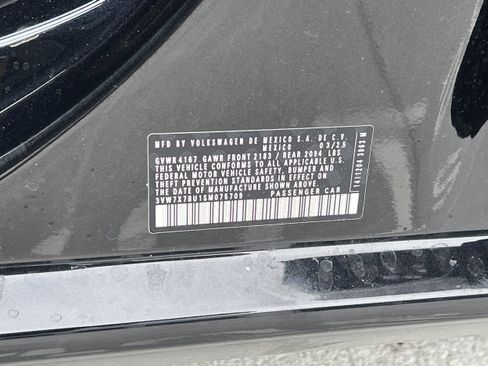 MFD BY VOLKSWAGEN DE MEXICO S.A. DE C.V.
MEXICO 03/25
GVWR 4167 GAWR FRONT 2183 / REAR 2094 LBS
THIS VEHICLE CONFORMS TO ALL APPLICABLE U.S.
FEDERAL MOTOR VEHICLE SAFETY, BUMPER AND
THEFT PREVENTION STANDARDS IN EFFECT ON THE
DATE OF MANUFACTURE SHOWN ABOVE.
3VW7X7BU1SM075708 PASSENGER CAR